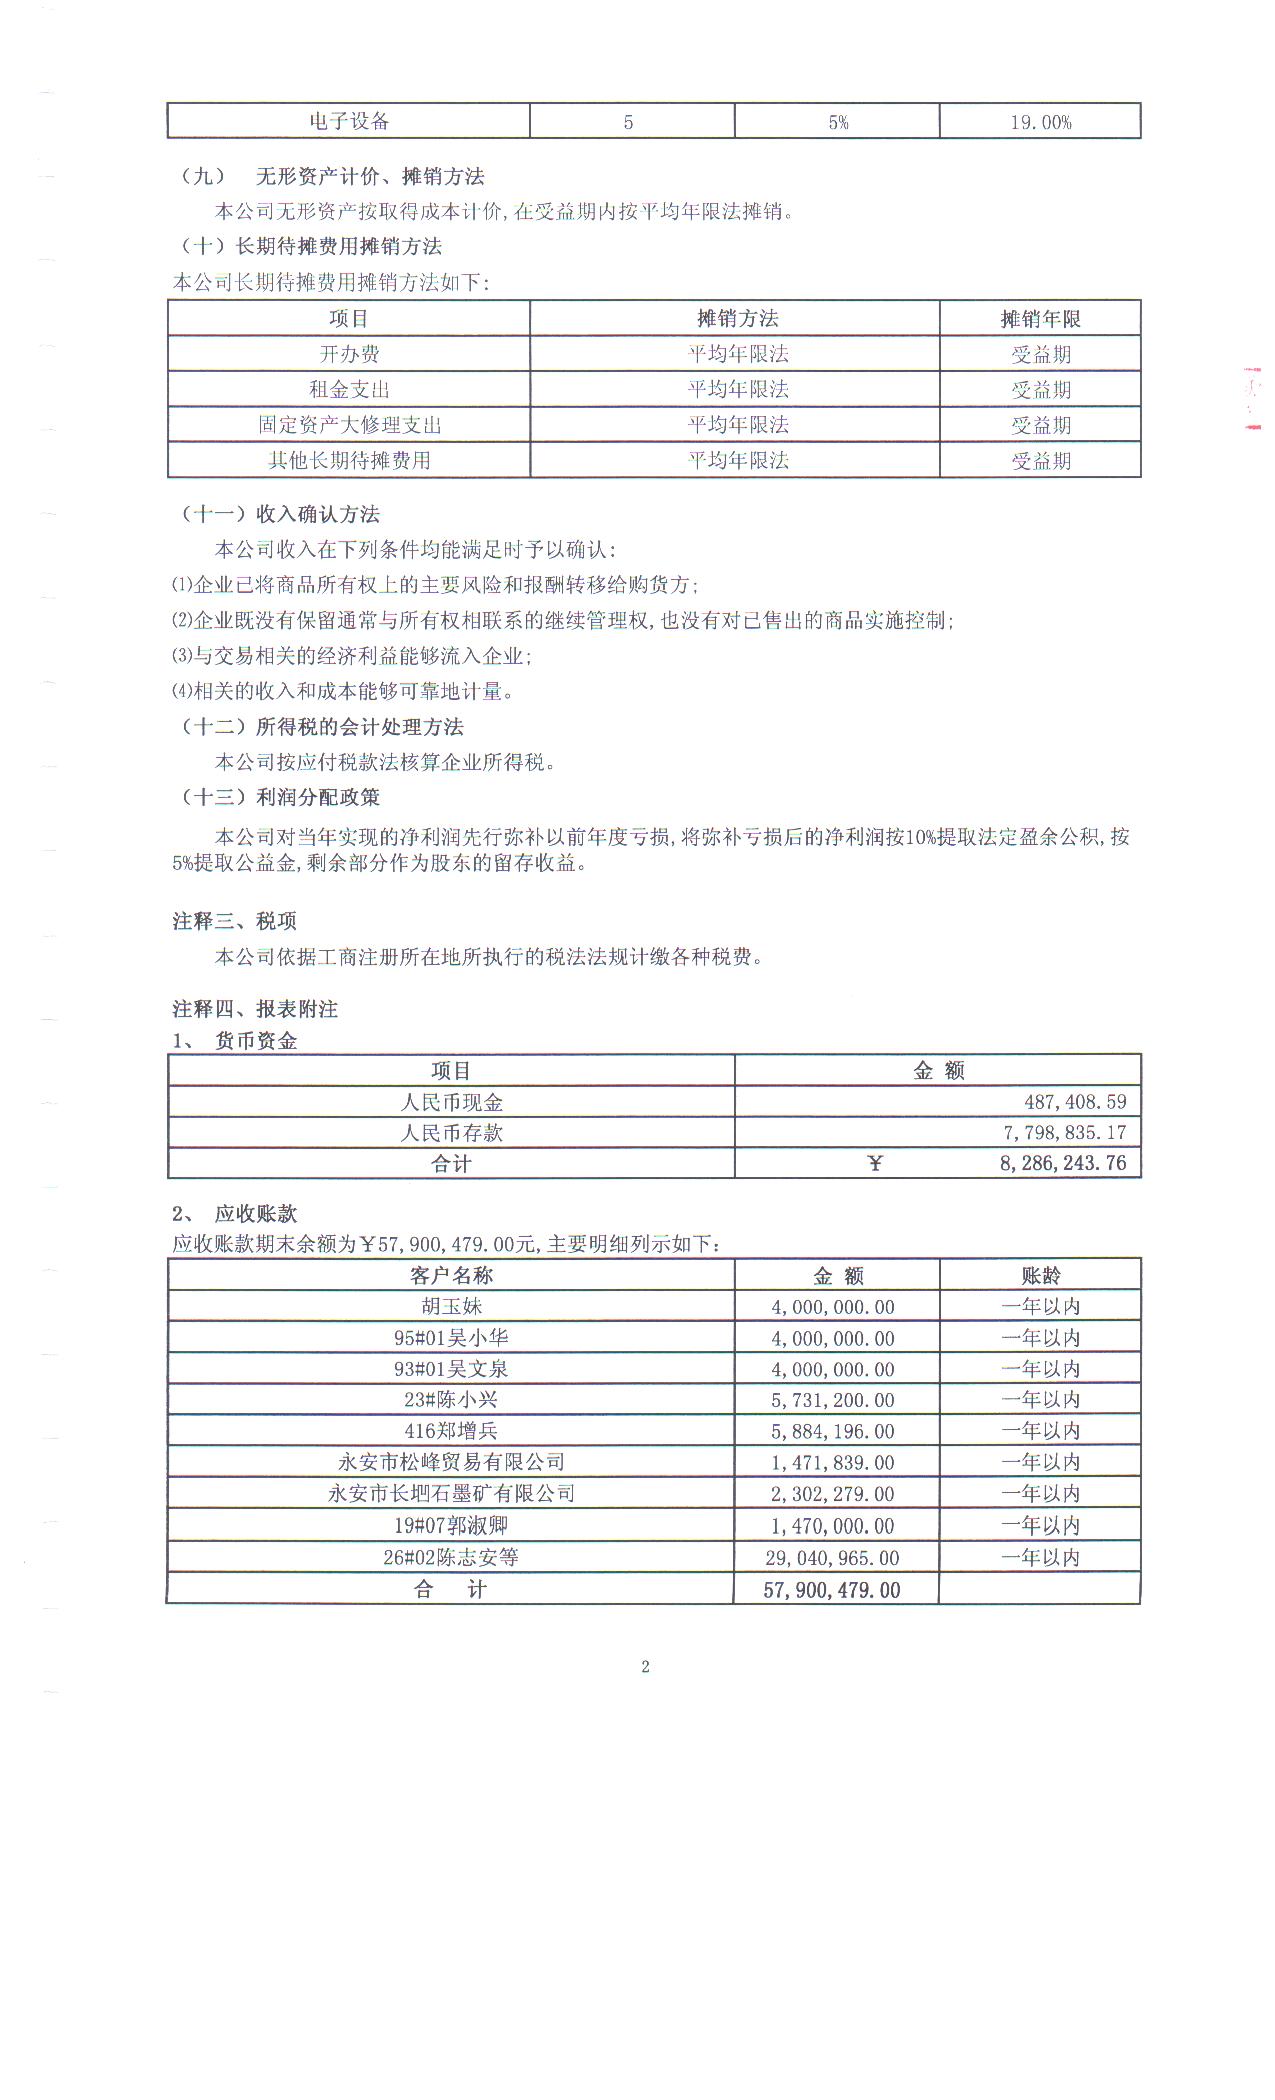 电子设备 5 5% 19.00%
（九） 无形资产计价、摊销方法
本公司无形资产按取得成本计价,在受益期内按平均年限法摊销。
（十）长期待摊费用摊销方法
本公司长期待摊费用摊销方法如下:
项目 摊销方法 摊销年限
开办费 平均年限法 受益期
租金支出 平均年限法 受益期
固定资产大修理支出 平均年限法 受益期
其他长期待摊费用 平均年限法 受益期
（十一）收入确认方法
本公司收入在下列条件均能满足时予以确认:
⑴企业已将商品所有权上的主要风险和报酬转移给购货方;
⑵企业既没有保留通常与所有权相联系的继续管理权,也没有对已售出的商品实施控制;
⑶与交易相关的经济利益能够流入企业;
⑷相关的收入和成本能够可靠地计量。
（十二）所得税的会计处理方法
本公司按应付税款法核算企业所得税。
（十三）利润分配政策
本公司对当年实现的净利润先行弥补以前年度亏损,将弥补亏损后的净利润按10%提取法定盈余公积,按
5%提取公益金,剩余部分作为股东的留存收益。
注释三、税项
本公司依据工商注册所在地所执行的税法法规计缴各种税费。
注释四、报表附注
1、 货币资金
项目 金 额
人民币现金 487,408.59
人民币存款 7,798,835.17
合计 ￥ 8,286,243.76
2、 应收账款
应收账款期末余额为￥57,900,479.00元,主要明细列示如下:
客户名称 金 额 账龄
胡玉妹 4,000,000.00 一年以内
95#01吴小华 4,000,000.00 一年以内
93#01吴文泉 4,000,000.00 一年以内
23#陈小兴 5,731,200.00 一年以内
416郑增兵 5,884,196.00 一年以内
永安市松峰贸易有限公司 1,471,839.00 一年以内
永安市长垇石墨矿有限公司 2,302,279.00 一年以内
19#07郭淑卿 1,470,000.00 一年以内
26#02陈志安等 29,040,965.00 一年以内
合 计 57,900,479.00
2